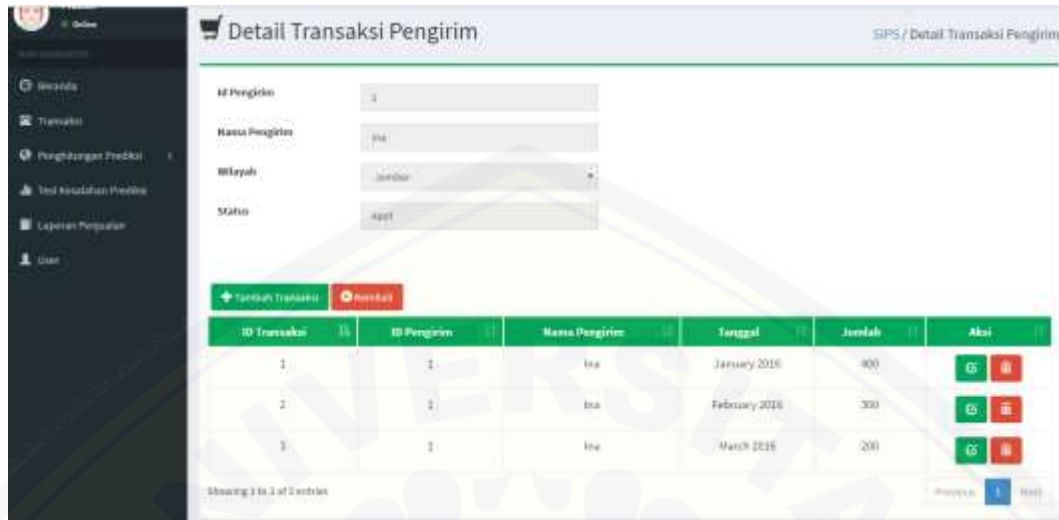 Online
Detail Transaksi Pengirim
SIPS / Detail Transaksi Pengirim
Beranda
Transaksi
Penghitungan Prediksi
Test Kesalahan Prediksi
Laporan Penjualan
User
Id Pengirim
1
Nama Pengirim
Ina
Wilayah
Jember
Status
Aktif
Tambah Transaksi
Kembali
ID Transaksi ID Pengirim Nama Pengirim Tanggal Jumlah Aksi
1 1 Ina January 2016 400
2 1 Ina February 2016 300
3 1 Ina March 2016 200
Showing 1 to 3 of 3 entries
Previous 1 Next
UNIVERSITA